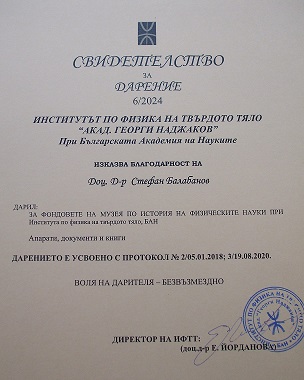 СВИДЕТЕЛСТВО
ЗА
ДАРЕНИЕ
6/2024
ИНСТИТУТЪТ ПО ФИЗИКА НА ТВЪРДОТО ТЯЛО
“АКАД. ГЕОРГИ НАДЖАКОВ”
При Българската Академия на Науките
ИЗКАЗВА БЛАГОДАРНОСТ НА
Доц. Д-р Стефан Балабанов
ДАРИЛ:
ЗА ФОНДОВЕТЕ НА МУЗЕЯ ПО ИСТОРИЯ НА ФИЗИЧЕСКИТЕ НАУКИ ПРИ
Института по физика на твърдото тяло, БАН
Апарати, документи и книги
ДАРЕНИЕТО Е УСВОЕНО С ПРОТОКОЛ № 2/05.01.2018; 3/19.08.2020.
ВОЛЯ НА ДАРИТЕЛЯ – БЕЗВЪЗМЕЗДНО
ДИРЕКТОР НА ИФТТ:
(доц.д-р Е. ЙОРДАНОВА)